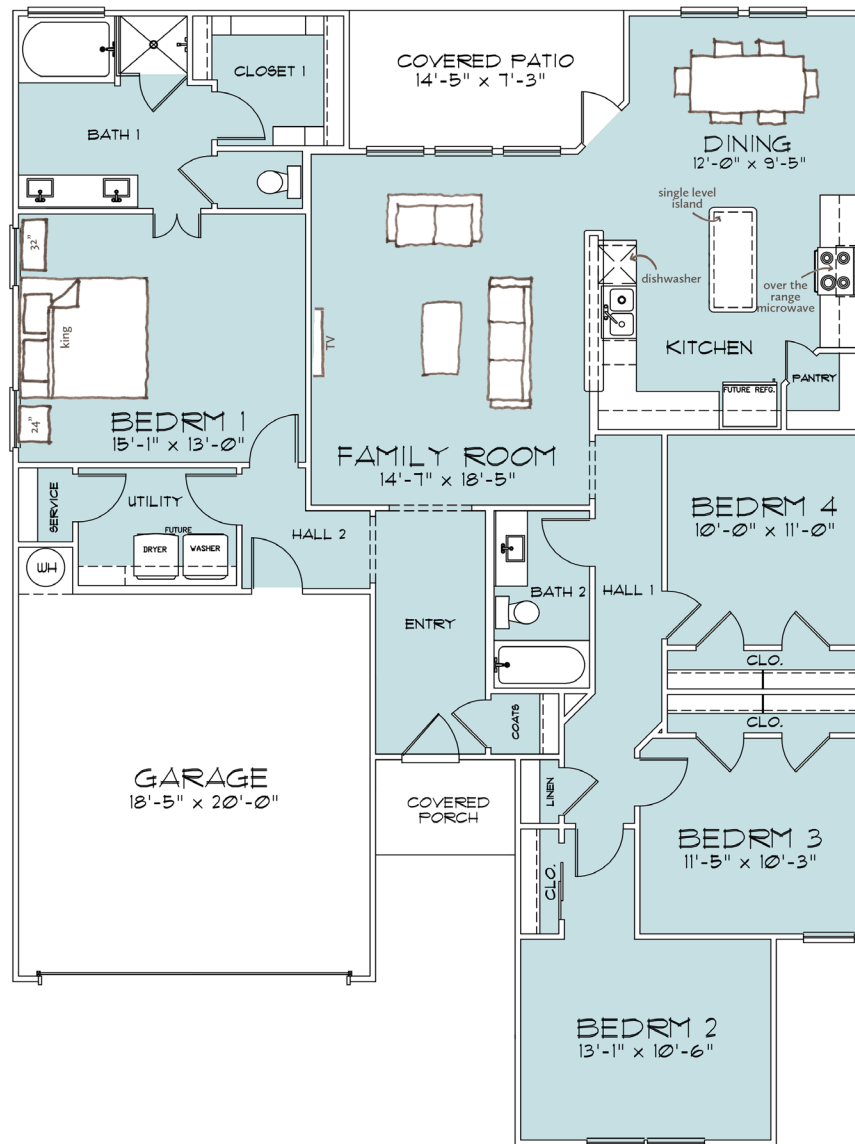 COVERED PATIO
14'-5" x 7'-3"
CLOSET 1
BATH 1
DINING
12'-0" x 9'-5"
single level
island
dishwasher
over the
range
microwave
32"
king
24"
TV
KITCHEN
PANTRY
FUTURE REFG.
BEDRM 1
15'-1" x 13'-0"
FAMILY ROOM
14'-7" x 18'-5"
SERVICE
UTILITY
FUTURE
DRYER
WASHER
HALL 2
WH
BEDRM 4
10'-0" x 11'-0"
BATH 2
HALL 1
ENTRY
CLO.
CLO.
COATS
GARAGE
18'-5" x 20'-0"
COVERED
PORCH
LINEN
BEDRM 3
11'-5" x 10'-3"
CLO.
BEDRM 2
13'-1" x 10'-6"